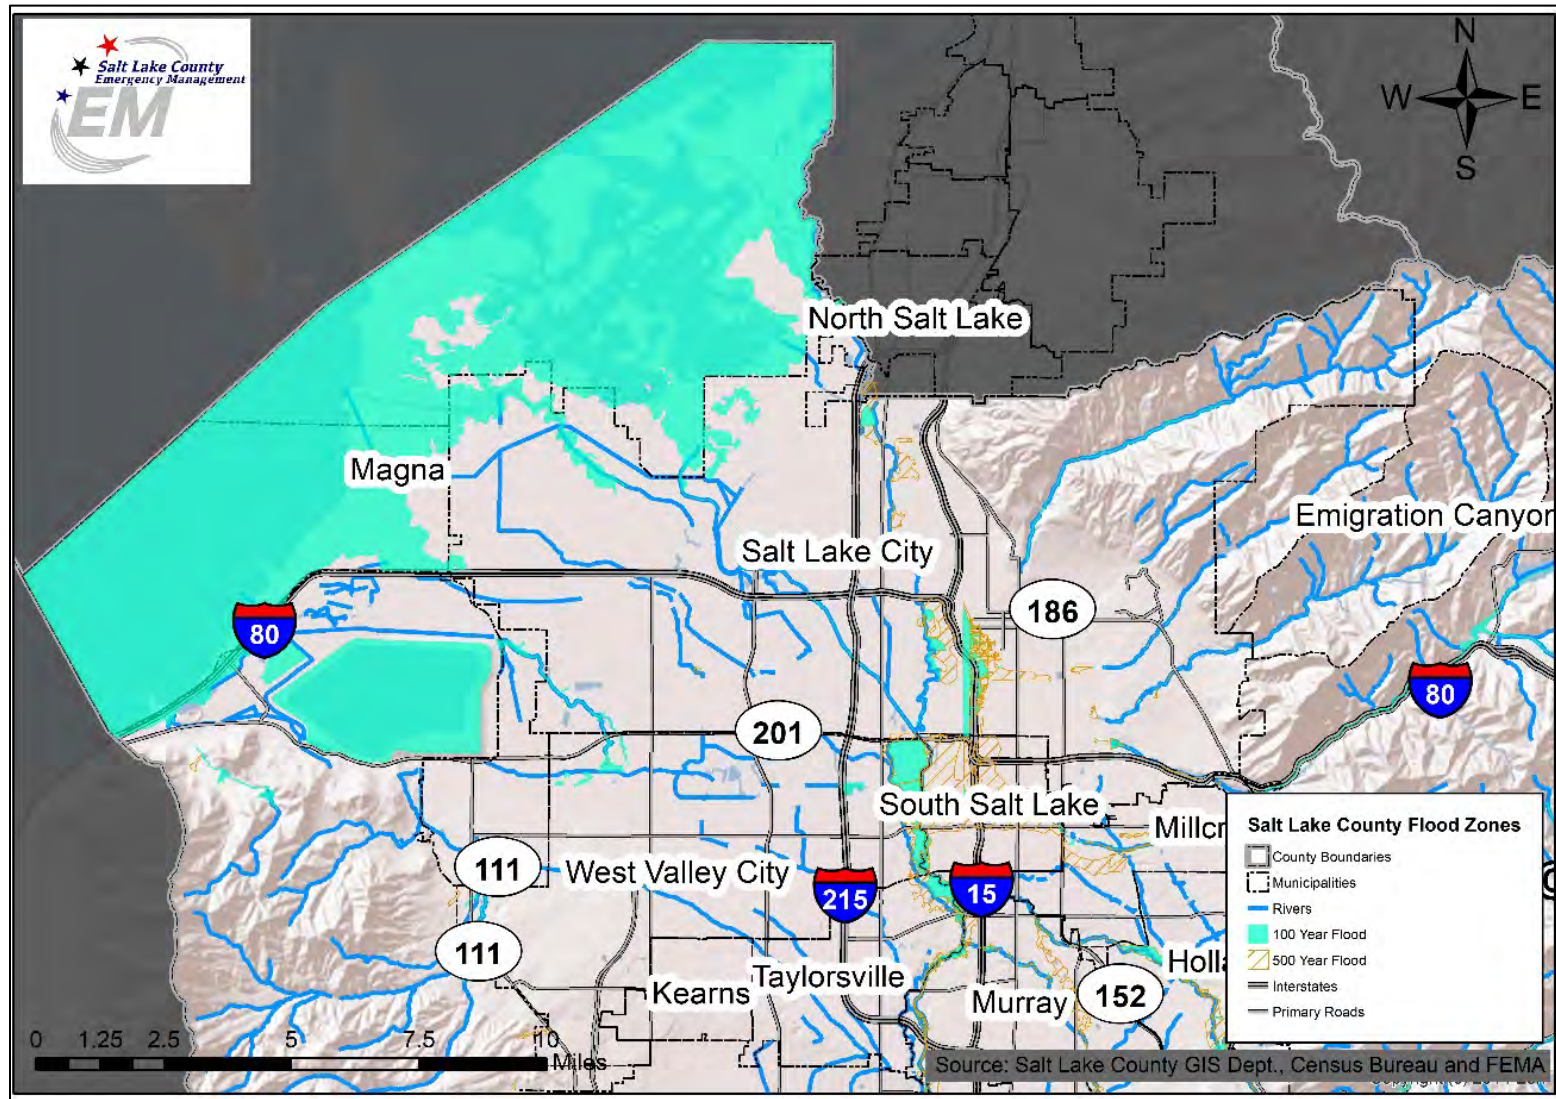 Salt Lake County
Emergency Management
EM
N
W E
S
North Salt Lake
Magna
Emigration Canyon
Salt Lake City
186
80
80
201
South Salt Lake
Millcr
111
West Valley City
215
15
111
Kearns
Taylorsville
Murray
152
Holla
Salt Lake County Flood Zones
County Boundaries
Municipalities
Rivers
100 Year Flood
500 Year Flood
Interstates
Primary Roads
0 1.25 2.5 5 7.5 10
Miles
Source: Salt Lake County GIS Dept., Census Bureau and FEMA